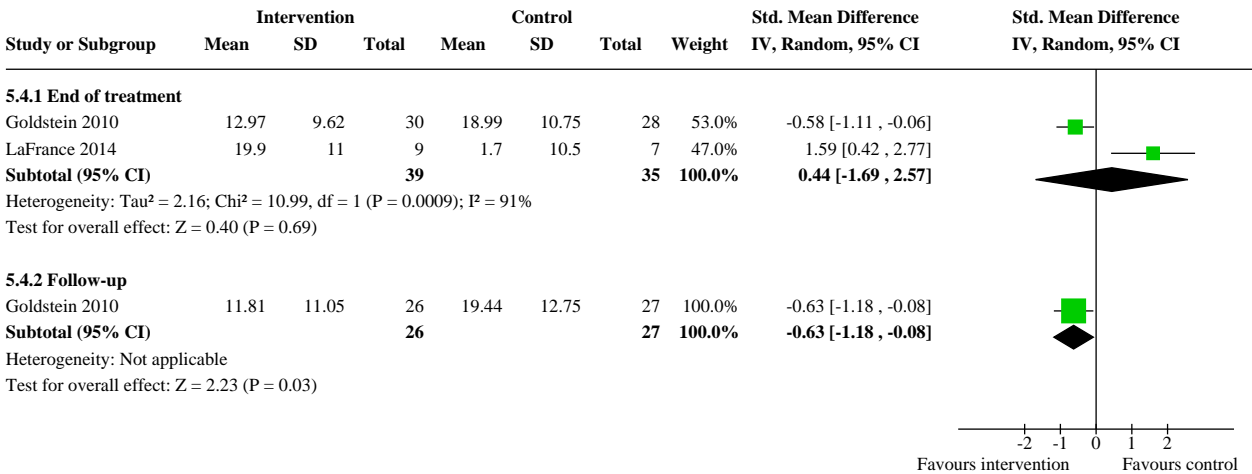 Intervention Control Std. Mean Difference Std. Mean Difference
Study or Subgroup Mean SD Total Mean SD Total Weight IV, Random, 95% CI IV, Random, 95% CI
5.4.1 End of treatment
Goldstein 2010 12.97 9.62 30 18.99 10.75 28 53.0% -0.58 [-1.11 , -0.06]
LaFrance 2014 19.9 11 9 1.7 10.5 7 47.0% 1.59 [0.42 , 2.77]
Subtotal (95% CI) 39 35 100.0% 0.44 [-1.69 , 2.57]
Heterogeneity: Tau² = 2.16; Chi² = 10.99, df = 1 (P = 0.0009); I² = 91%
Test for overall effect: Z = 0.40 (P = 0.69)
5.4.2 Follow-up
Goldstein 2010 11.81 11.05 26 19.44 12.75 27 100.0% -0.63 [-1.18 , -0.08]
Subtotal (95% CI) 26 27 100.0% -0.63 [-1.18 , -0.08]
Heterogeneity: Not applicable
Test for overall effect: Z = 2.23 (P = 0.03)
-2 -1 0 1 2
Favours intervention Favours control